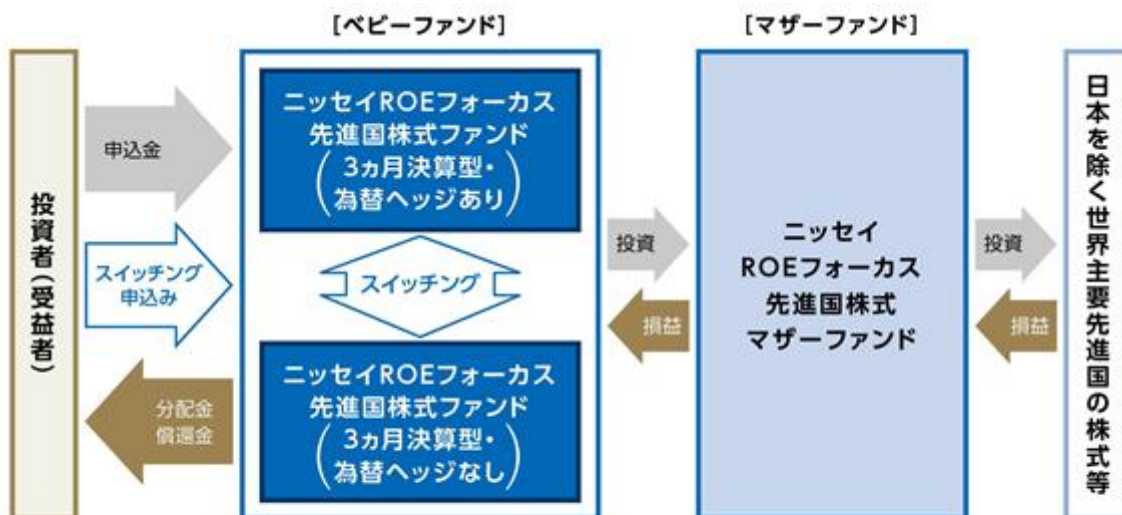 [ベビーファンド]
[マザーファンド]
投資者(受益者)
申込金
スイッチング
申込み
分配金
償還金
ニッセイROEフォーカス
先進国株式ファンド
(3ヵ月決算型・
為替ヘッジあり)
スイッチング
ニッセイROEフォーカス
先進国株式ファンド
(3ヵ月決算型・
為替ヘッジなし)
投資
損益
ニッセイ
ROEフォーカス
先進国株式
マザーファンド
投資
損益
日本を除く世界主要先進国の株式等